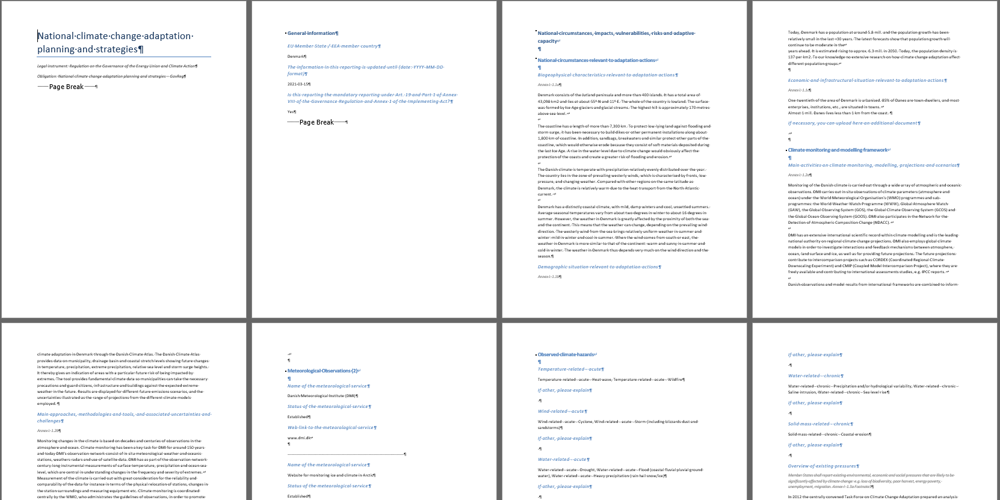 National climate change adaptation
planning and strategies
Legal instrument: Regulation on the Governance of the Energy Union and Climate Action
Obligation: National climate change adaptation planning and strategies — GovReg
Page Break
General information
EU Member State / EEA member country
Denmark
The information in this reporting is updated until (date: YYYY-MM-DD
format)
2021-03-15
Is this reporting the mandatory reporting under Art. 19 and Part 1 of Annex
VIII of the Governance Regulation and Annex 1 of the Implementing Act?
Yes
Page Break
National circumstances, impacts, vulnerabilities, risks and adaptive
capacity
National circumstances relevant to adaptation actions
Biogeophysical characteristics relevant to adaptation actions
Annex I: 1.1a
Denmark consists of the Jutland peninsula and more than 400 islands. It has a total area of
43,098 km2 and lies at about 55º N and 11º E. The whole of the country is lowland. The surface
was formed by Ice Age glaciers and glacial streams. The highest hill is approximately 170 metres
above sea level.
The coastline has a length of more than 7,300 km. To protect low-lying land against flooding and
storm surge, it has been necessary to build dikes or other permanent installations along about
1,800 km of coastline. In addition, sandbags, breakwaters and similar protect other parts of the
coastline, which would otherwise erode because they consist of soft materials deposited during
the last Ice Age. A rise in the water level due to climate change would obviously affect the
protection of the coasts and create a greater risk of flooding and erosion.
The Danish climate is temperate with precipitation relatively evenly distributed over the year.
The country lies in the zone of prevailing westerly winds, which is characterised by fronts, low
pressure, and changing weather. Compared with other regions on the same latitude as
Denmark, the climate is relatively warm due to the heat transport from the North Atlantic
current.
Denmark has a distinctly coastal climate, with mild, damp winters and cool, unsettled summers.
Average seasonal temperatures vary from about two degrees in winter to about 16 degrees in
summer. However, the weather in Denmark is greatly affected by the proximity of both the sea
and the continent. This means that the weather can change, depending on the prevailing wind
direction. The westerly wind from the sea brings relatively uniform weather in summer and
winter: mild in winter and cool in summer. When the wind comes from south or east, the
weather in Denmark is more similar to that of the continent: warm and sunny in summer and
cold in winter. The weather in Denmark thus depends very much on the wind direction and the
season.
Demographic situation relevant to adaptation actions
Annex I: 1.1b
Today, Denmark has a population at around 5.8 mill. and the population growth has been
relatively small in the last +30 years. The latest forecasts show that population growth will
continue to be moderate in the
years ahead. It is estimated rising to approx. 6.3 mill. in 2050. Today, the population density is
137 per km2. To our knowledge no extensive research on how climate change adaptation affect
different population groups.
Economic and infrastructural situation relevant to adaptation actions
Annex I: 1.1c
One-twentieth of the area of Denmark is urbanised. 85% of Danes are town-dwellers, and most
enterprises, institutions, etc., are situated in towns.
Almost 1 mill. Danes lives less than 1 km from the coast.
If necessary, you can upload here an additional document
-
Climate monitoring and modelling framework
Main activities on climate monitoring, modelling, projections and scenarios
Annex I: 1.2a
Monitoring of the Danish climate is carried out through a wide array of atmospheric and oceanic
observations. DMI carries out in situ observations of climate parameters (atmosphere and
ocean) under the World Meteorological Organisation's (WMO) programmes and sub-
programmes: the World Weather Watch Programme (WWW), Global Atmosphere Watch
(GAW), the Global Observing System (GOS), the Global Climate Observing System (GCOS) and
the Global Ocean Observing System (GOOS). DMI also participates in the Network for the
Detection of Atmospheric Composition Change (NDACC).
DMI has an extensive international scientific record within climate modelling and is the leading
national authority on regional climate change projections. DMI also employs global climate
models in order to investigate interactions and feedback mechanisms between atmosphere,
ocean, land surface and ice, as well as for providing future projections. The future projections
contribute to intercomparison projects such as CORDEX (Coordinated Regional Climate
Downscaling Experiment) and CMIP (Coupled Model Intercomparison Project), where they are
freely available and contributing to international assessments studies, e.g. IPCC reports.
Danish observations and model results from international frameworks are combined to inform
climate adaptation in Denmark through the Danish Climate Atlas. The Danish Climate Atlas
provides data on municipality, drainage basin and coastal stretch levels showing future changes
in temperature, precipitation, extreme precipitation, relative sea level and storm surge heights.
It thereby gives an indication of areas with a particular future risk of being impacted by
extremes. The tool provides fundamental climate data so municipalities can take the necessary
precautions and guard citizens, infrastructure and buildings against the expected extreme
weather in the future. Results are displayed for different future emissions scenarios, and the
uncertainties illustrated as the range of projections from the different climate models
employed.
Main approaches, methodologies and tools, and associated uncertainties and
challenges
Annex I: 1.2b
Monitoring changes in the climate is based on decades and centuries of observations in the
atmosphere and ocean. Climate monitoring has been a key task for DMI for around 150 years
and today DMI's observation network consist of in situ meteorological weather and oceanic
stations, weathers radars and use of satellite data. DMI has as part of the observation network
century-long instrumental measurements of surface temperature, precipitation and ocean sea
level, which are central in understanding changes in the frequency and severity of extremes.
Measurement of the climate is carried out with great consideration for the reliability and
comparability of the data for instance in terms of the physical relocation of stations, changes in
the station surroundings and measuring equipment etc. Climate monitoring is coordinated
centrally by the WMO, who administrates the guidelines of observations, in order to promote
-
Meteorological Observations (2)
Name of the meteorological service
Danish Meteorological Institute (DMI)
Status of the meteorological service
Established
Web link to the meteorological service
www.dmi.dk
Name of the meteorological service
Website for monitoring ice and climate in Arctic
Status of the meteorological service
Established
Observed climate hazards
Temperature-related - acute
Temperature-related - acute - Heat wave, Temperature-related - acute - Wildfire
If other, please explain
-
Wind-related - acute
Wind-related - acute - Cyclone, Wind-related - acute - Storm (including blizzards dust and
sandstorms)
If other, please explain
-
Water-related - acute
Water-related - acute - Drought, Water-related - acute - Flood (coastal fluvial pluvial ground
water), Water-related - acute - Heavy precipitation (rain hail snow/ice)
If other, please explain
-
If other, please explain
-
Water-related - chronic
Water-related - chronic - Precipitation and/or hydrological variability, Water-related - chronic -
Saline intrusion, Water-related - chronic - Sea level rise
If other, please explain
-
Solid mass-related - chronic
Solid mass-related - chronic - Coastal erosion
If other, please explain
-
Overview of existing pressures
Member States shall report existing environmental, economic and social pressures that are likely to be
significantly affected by climate change: e.g. loss of biodiversity, poor harvest, energy poverty,
unemployment, migration. Annex I: 1.3a Footnote3
In 2012 the centrally convened Task Force on Climate Change Adaptation prepared an analysis